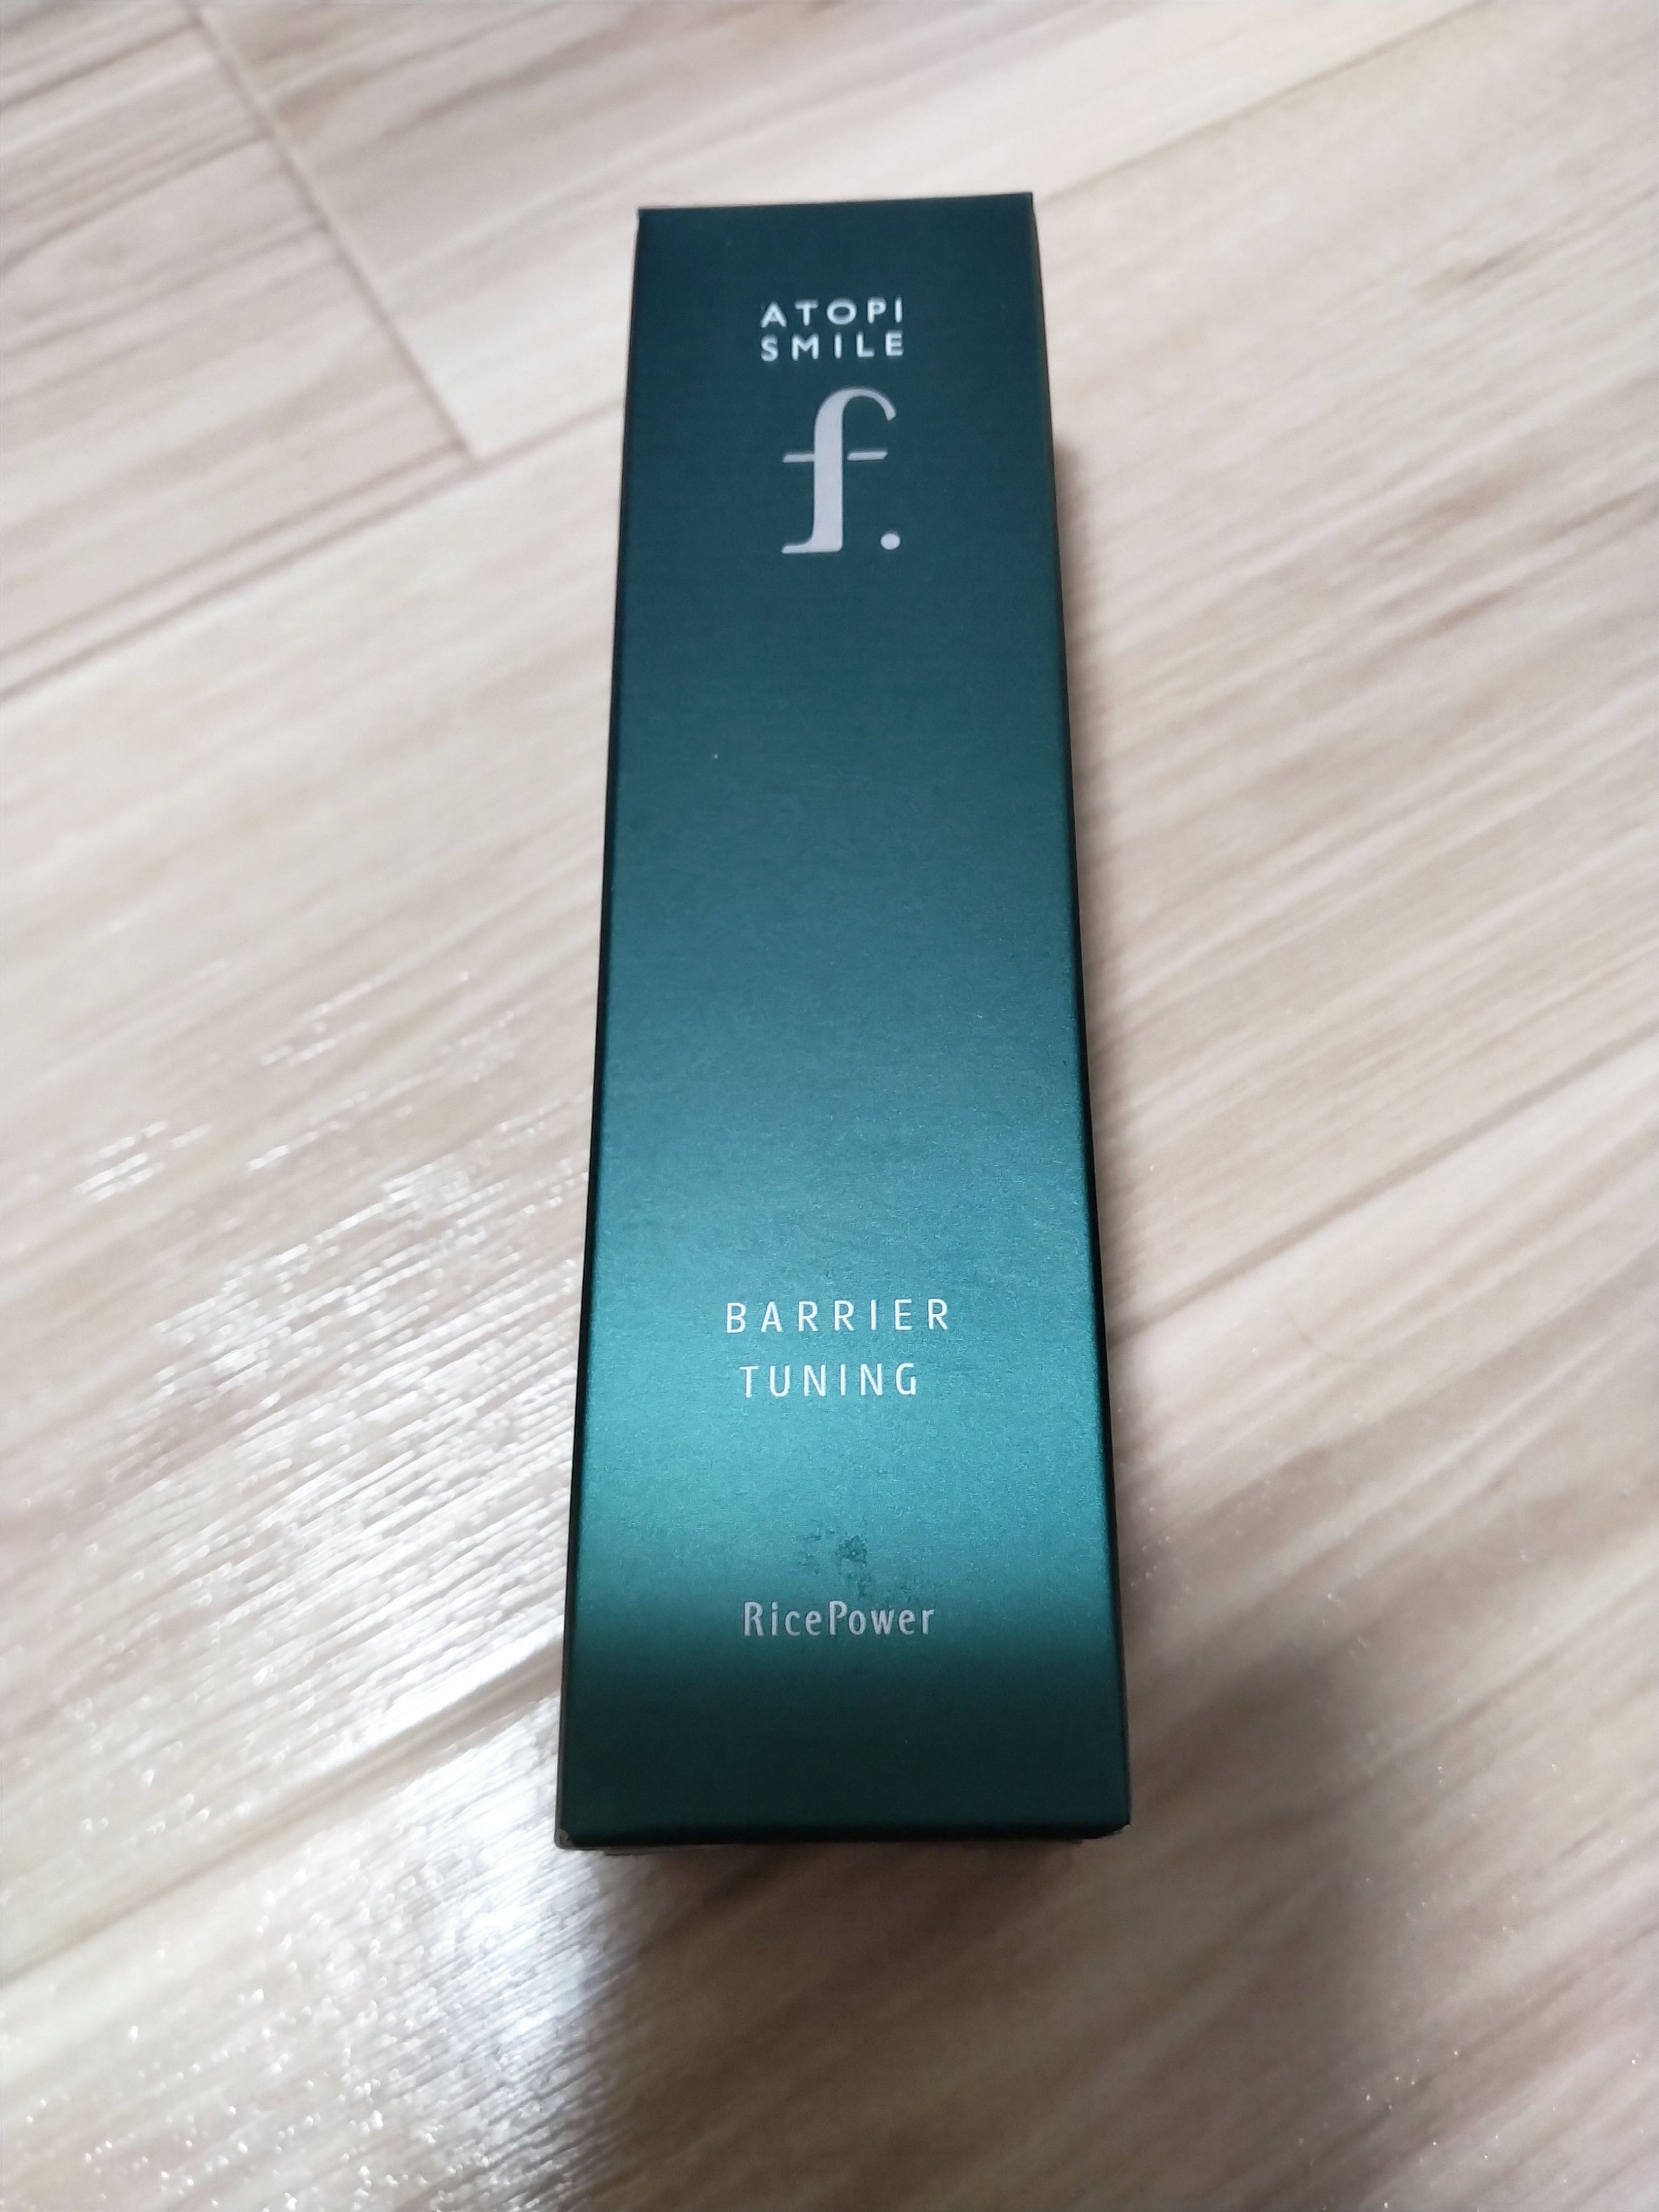 ATOPI
SMILE
f.
BARRIER
TUNING
RicePower